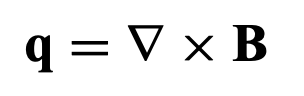 q = ∇ × B